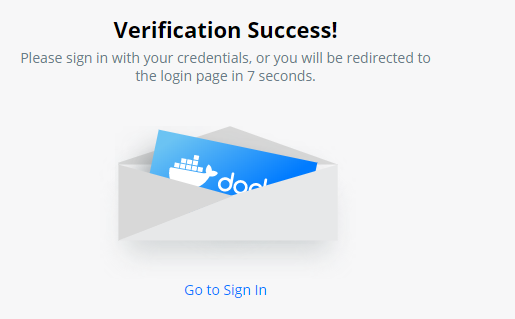 Verification Success!
Please sign in with your credentials, or you will be redirected to
the login page in 7 seconds.
Go to Sign In